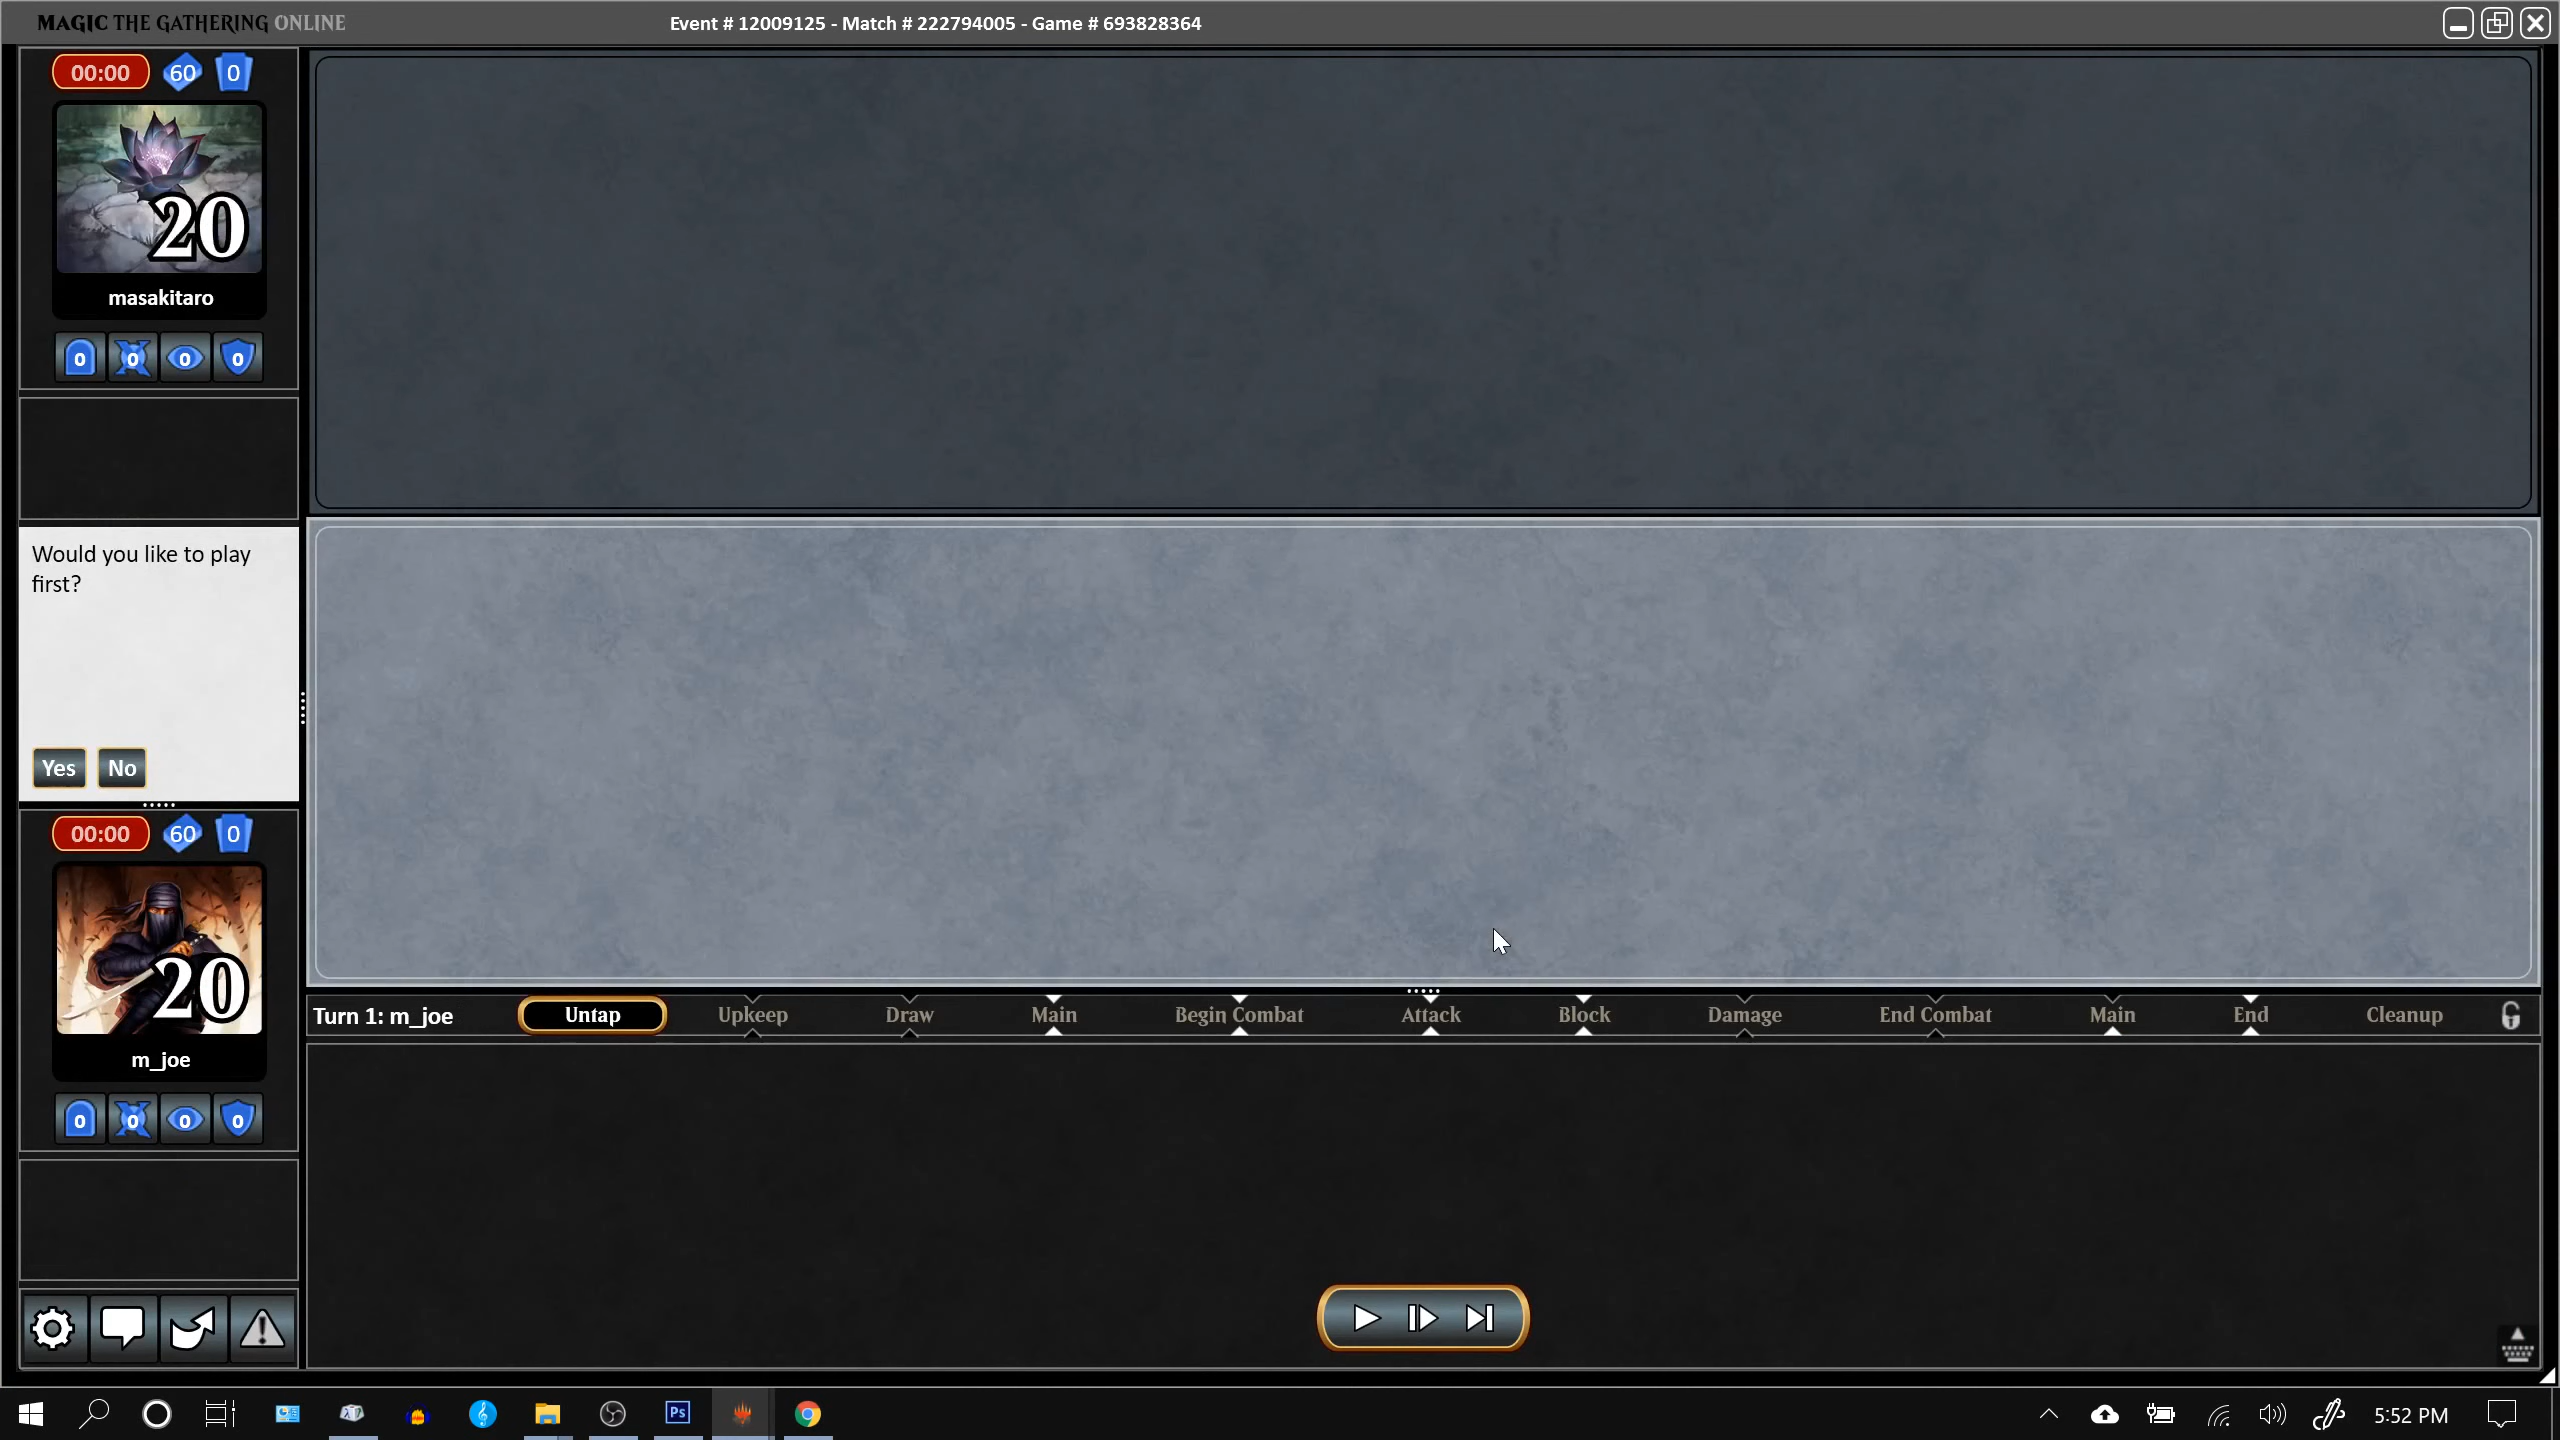 MAGIC THE GATHERING ONLINE
Event # 12009125 - Match # 222794005 - Game # 693828364
00:00 60 0
20
masakitaro
0 0 0 0
Would you like to play
first?
Yes No
00:00 60 0
20
m_joe
0 0 0 0
Turn 1: m_joe Untap Upkeep Draw Main Begin Combat Attack Block Damage End Combat Main End Cleanup
Ps
5:52 PM